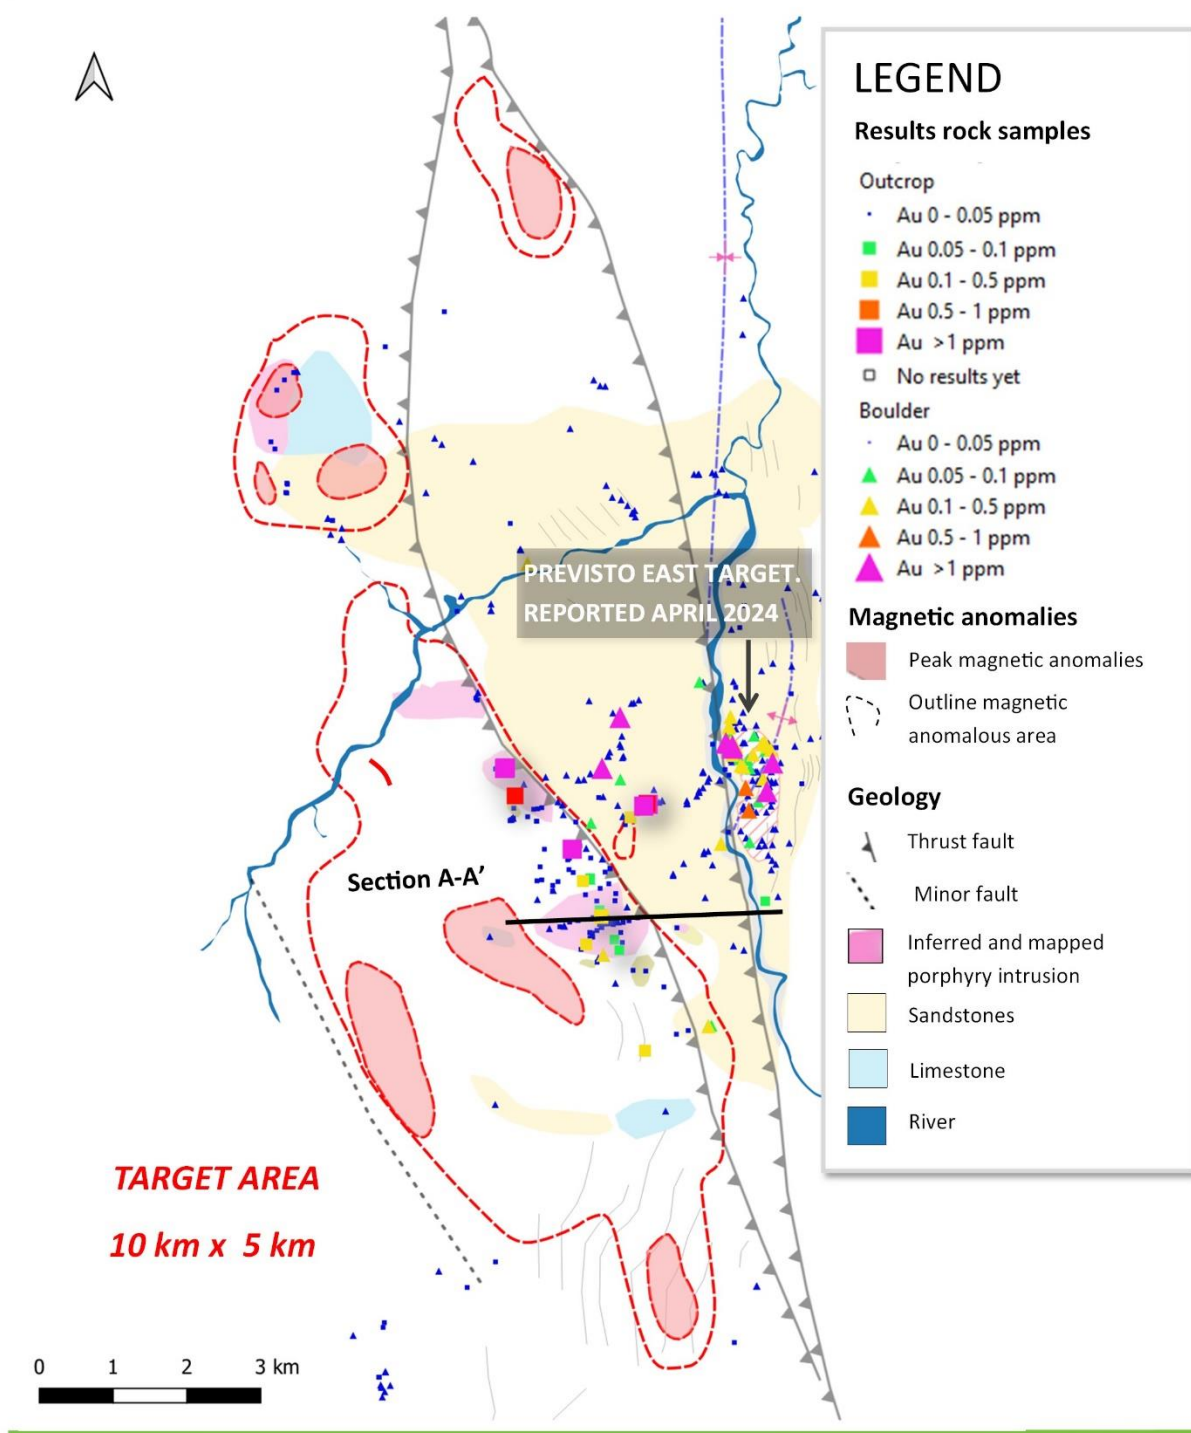 LEGEND
Results rock samples
Outcrop
Au 0 - 0.05 ppm
Au 0.05 - 0.1 ppm
Au 0.1 - 0.5 ppm
Au 0.5 - 1 ppm
Au >1 ppm
No results yet
Boulder
Au 0 - 0.05 ppm
Au 0.05 - 0.1 ppm
Au 0.1 - 0.5 ppm
Au 0.5 - 1 ppm
Au >1 ppm
Magnetic anomalies
Peak magnetic anomalies
Outline magnetic
anomalous area
Geology
Thrust fault
Minor fault
Inferred and mapped
porphyry intrusion
Sandstones
Limestone
River
PREVISTO EAST TARGET.
REPORTED APRIL 2024
Section A-A’
TARGET AREA
10 km x 5 km
0 1 2 3 km